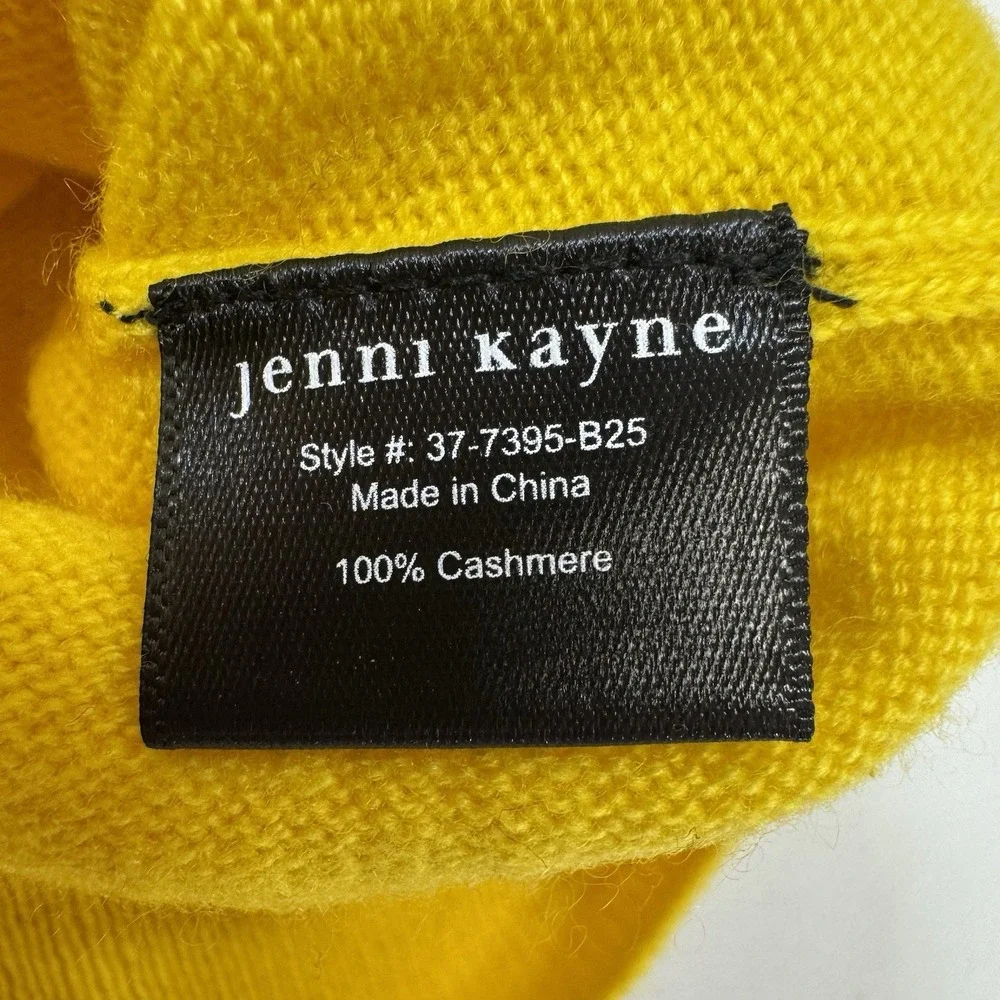 jenni kayne
Style #: 37-7395-B25
Made in China
100% Cashmere